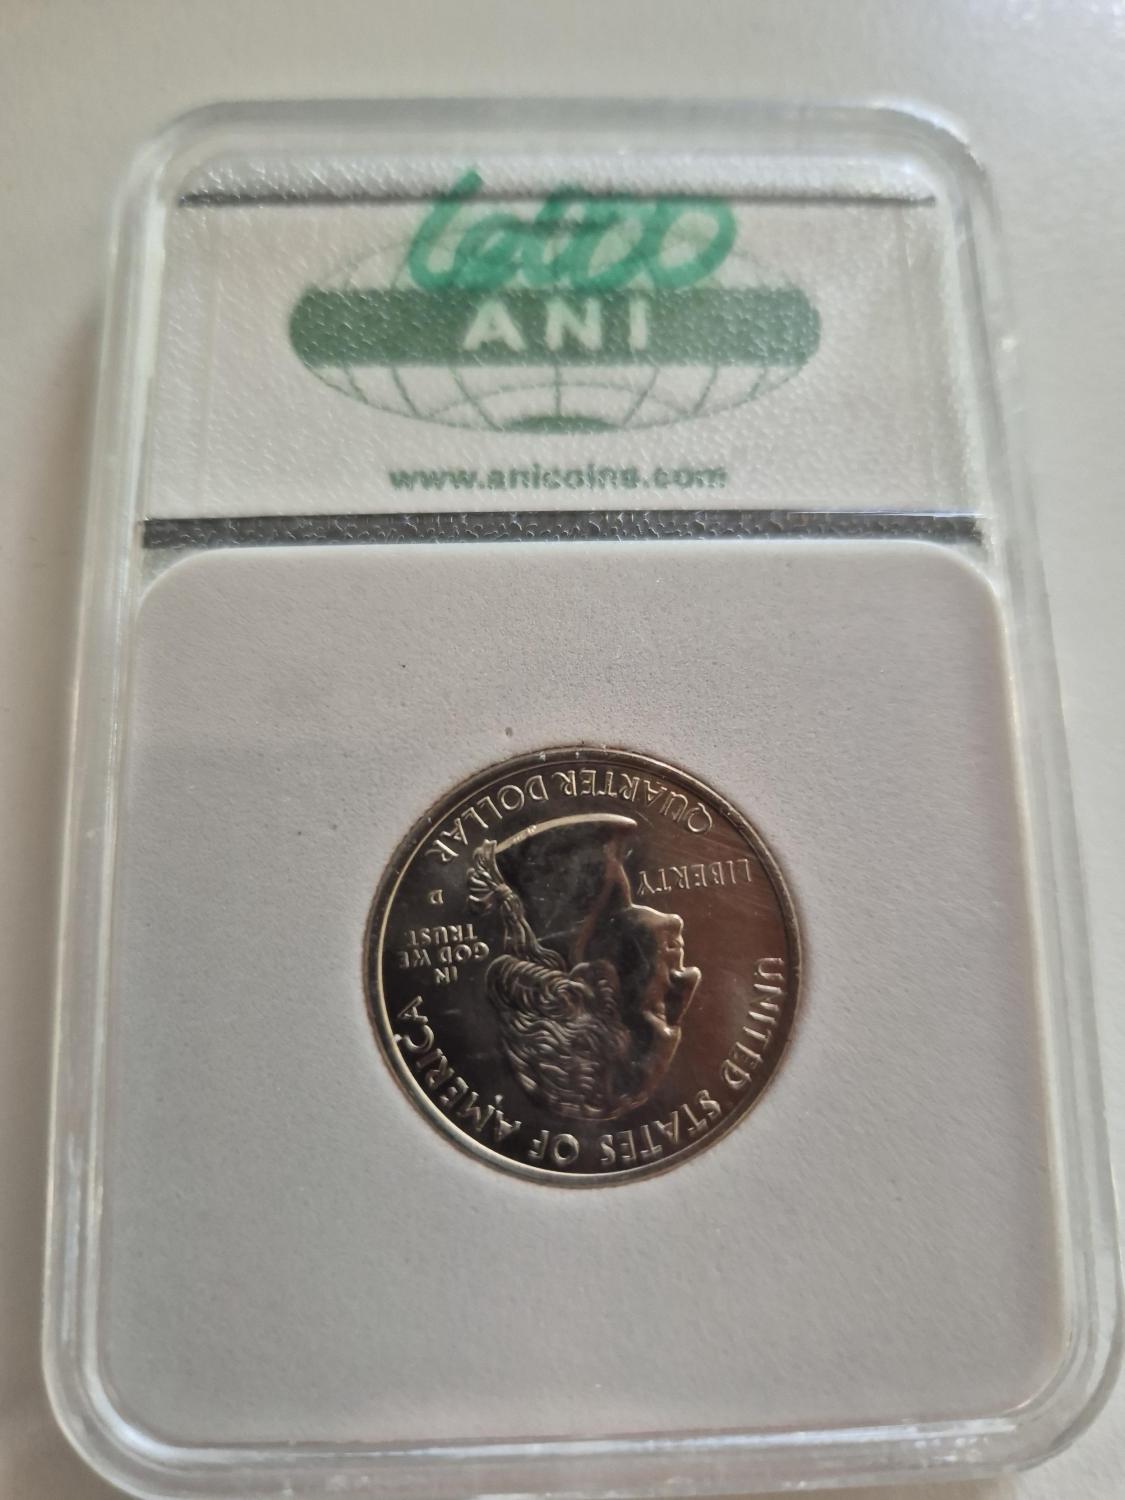 ANI
www.anicoins.com
UNITED STATES OF AMERICA
LIBERTY
IN
GOD WE
TRUST
D
QUARTER DOLLAR